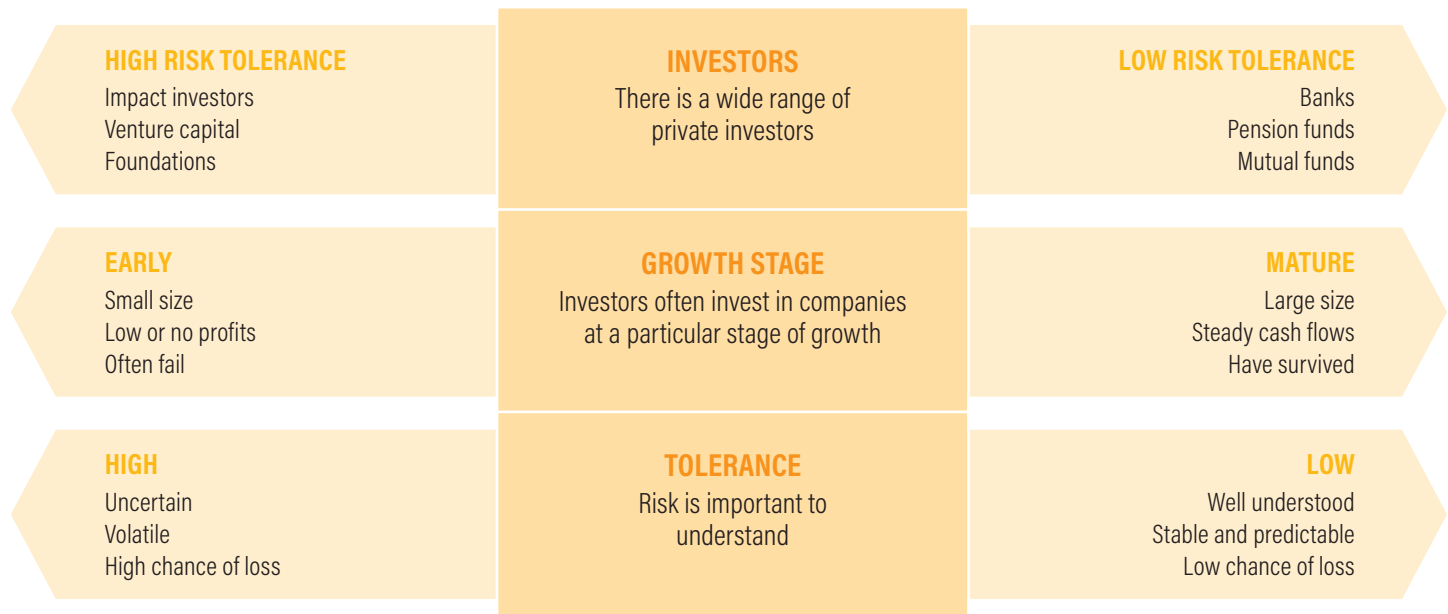 HIGH RISK TOLERANCE
Impact investors
Venture capital
Foundations
INVESTORS
There is a wide range of
private investors
LOW RISK TOLERANCE
Banks
Pension funds
Mutual funds
EARLY
Small size
Low or no profits
Often fail
GROWTH STAGE
Investors often invest in companies
at a particular stage of growth
MATURE
Large size
Steady cash flows
Have survived
HIGH
Uncertain
Volatile
High chance of loss
TOLERANCE
Risk is important to
understand
LOW
Well understood
Stable and predictable
Low chance of loss